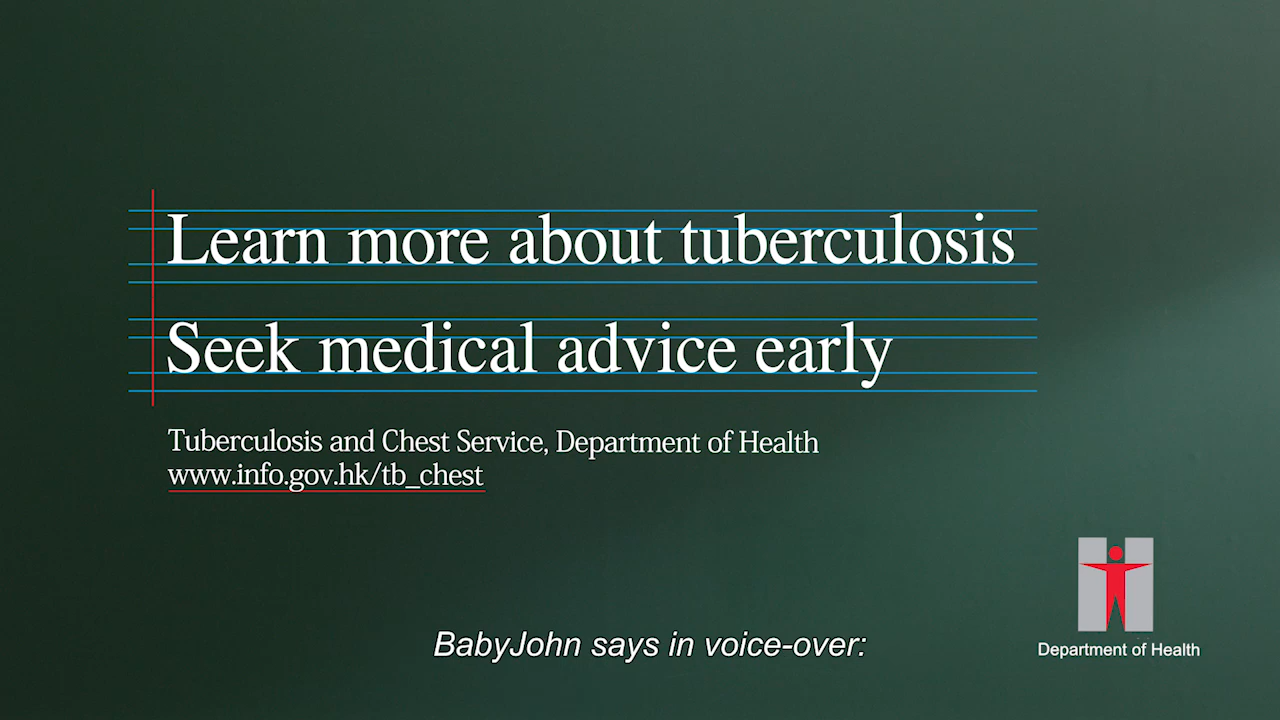 Learn more about tuberculosis
Seek medical advice early
Tuberculosis and Chest Service, Department of Health
www.info.gov.hk/tb_chest
Department of Health
BabyJohn says in voice-over: